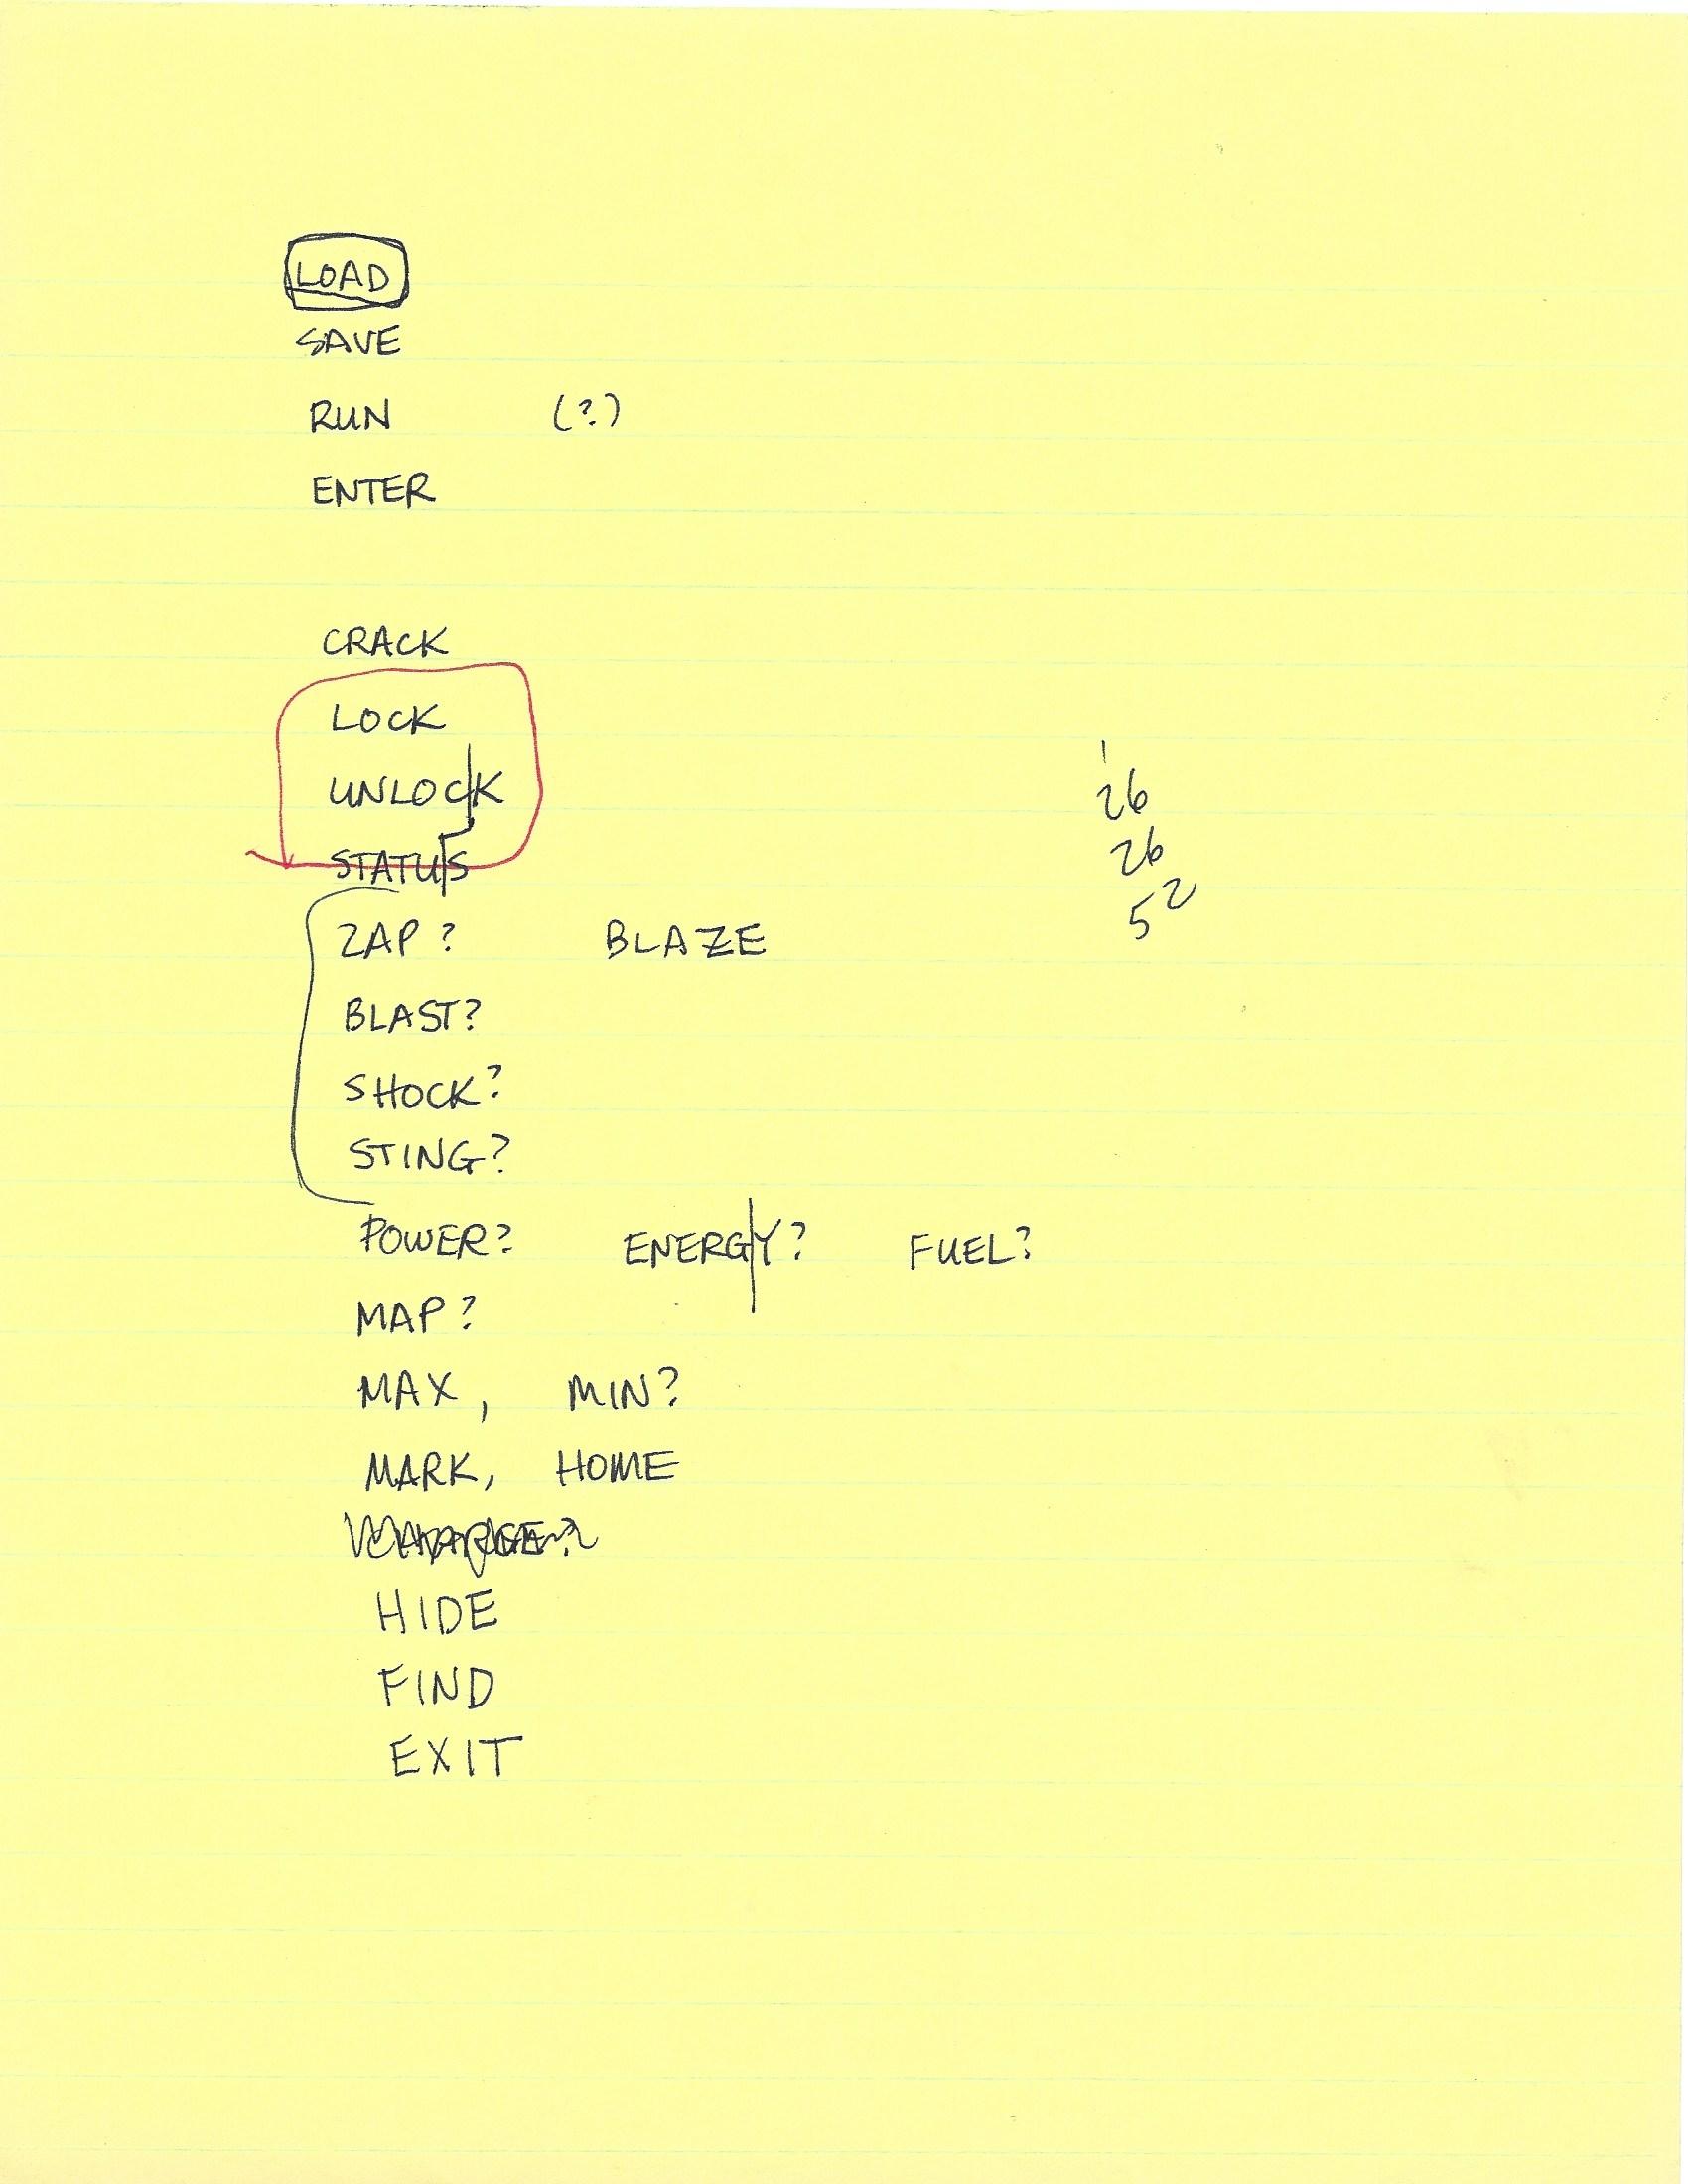 LOAD
SAVE
RUN (?)
ENTER
CRACK
LOCK
UNLOCK
STATUS
ZAP? BLAZE
BLAST?
SHOCK?
STING?
POWER? ENERGY? FUEL?
MAP?
MAX, MIN?
MARK, HOME
HIDE
FIND
EXIT
1
26
26
52